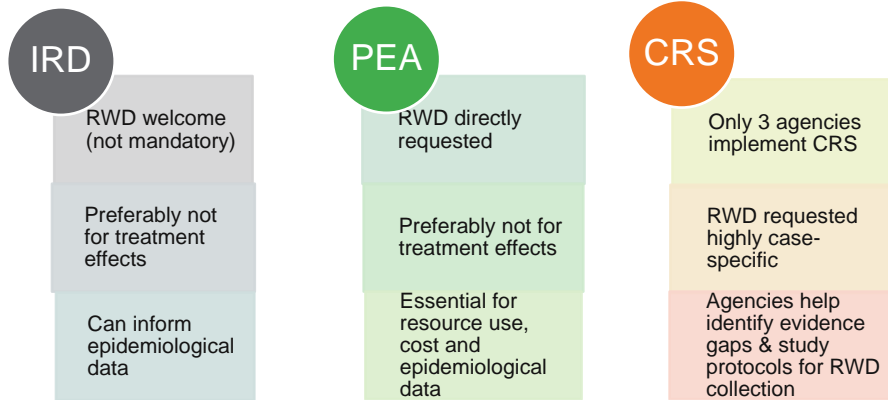 IRD
RWD welcome
(not mandatory)
Preferably not
for treatment
effects
Can inform
epidemiological
data
PEA
RWD directly
requested
Preferably not for
treatment effects
Essential for
resource use,
cost and
epidemiological
data
CRS
Only 3 agencies
implement CRS
RWD requested
highly case-
specific
Agencies help
identify evidence
gaps & study
protocols for RWD
collection